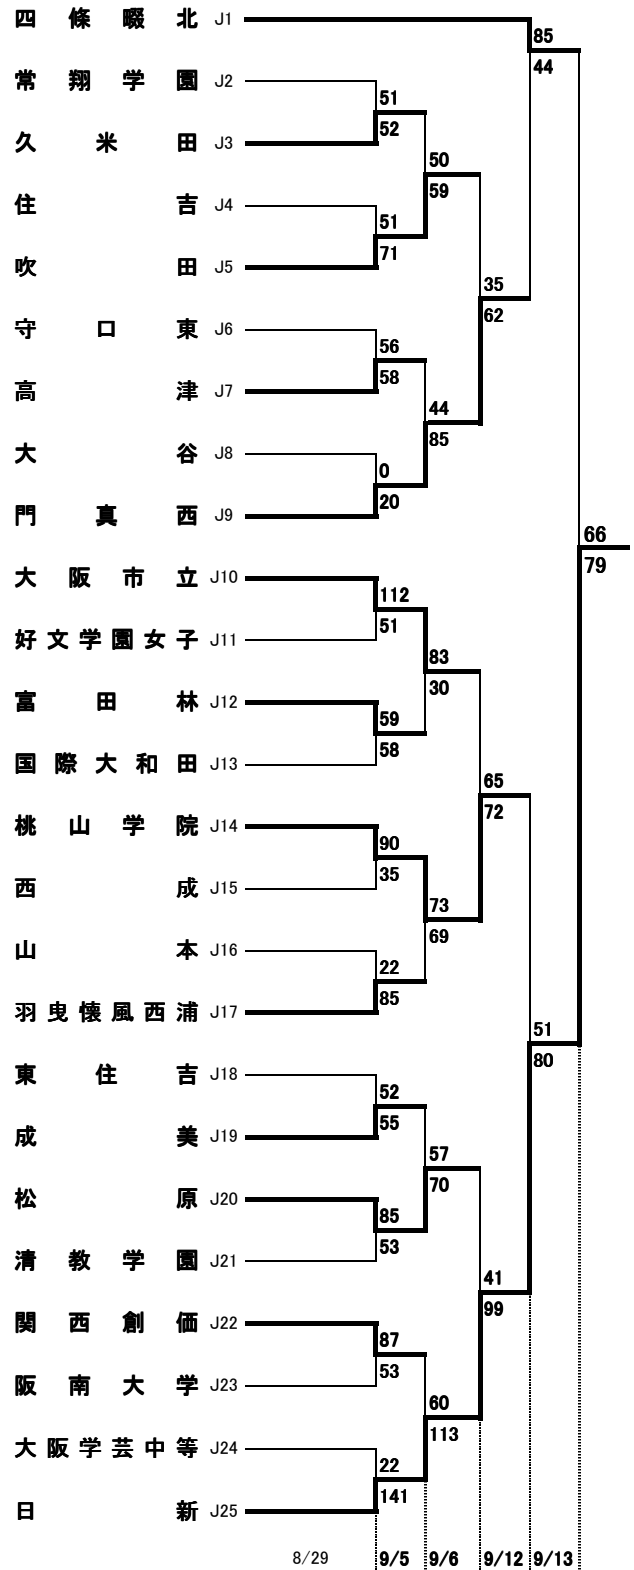 四條畷北 J1
85
44
常翔学園 J2
51
52
久米田 J3
50
59
住吉 J4
51
71
吹田 J5
35
62
守口東 J6
56
58
高津 J7
44
85
大谷 J8
0
20
門真西 J9
66
79
大阪市立 J10
112
51
好文学園女子 J11
83
30
富田林 J12
59
58
国際大和田 J13
65
72
桃山学院 J14
90
35
西成 J15
73
69
山本 J16
22
85
羽曳懐風西浦 J17
51
80
東住吉 J18
52
55
成美 J19
57
70
松原 J20
85
53
清教学園 J21
41
99
関西創価 J22
87
53
阪南大学 J23
60
113
大阪学芸中等 J24
22
141
日新 J25
8/29 9/5 9/6 9/12 9/13